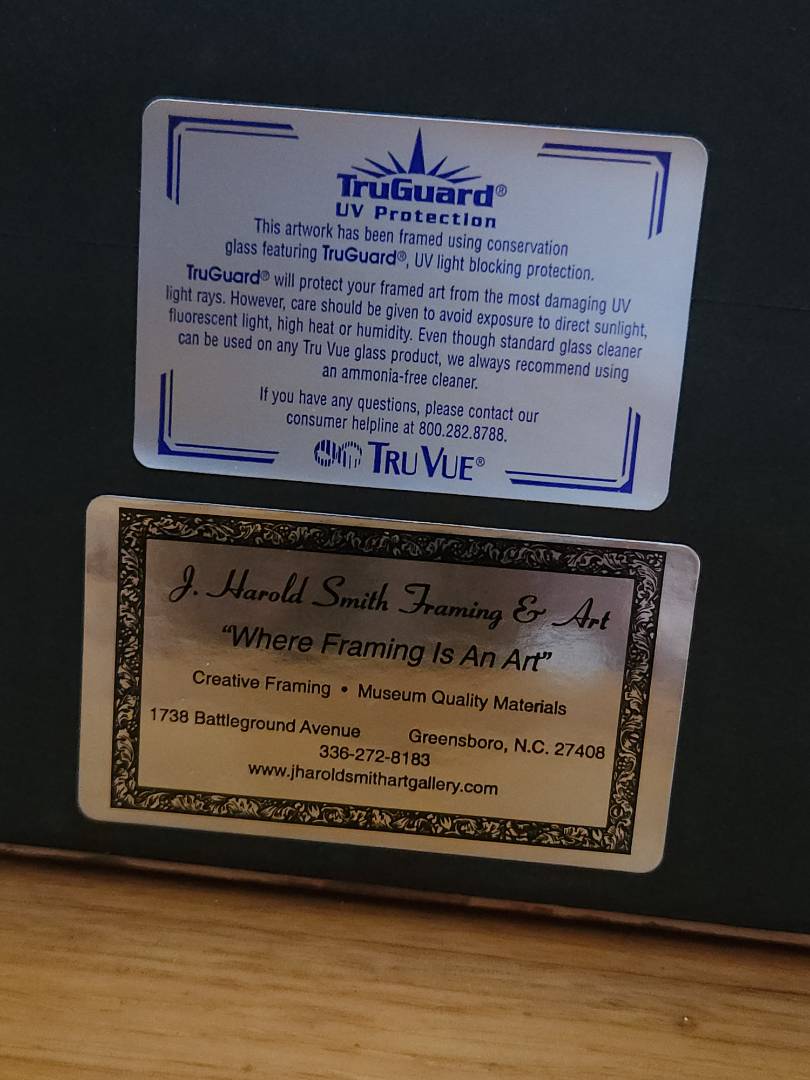 TruGuard®
UV Protection
This artwork has been framed using conservation
glass featuring TruGuard®, UV light blocking protection.
TruGuard® will protect your framed art from the most damaging UV
light rays. However, care should be given to avoid exposure to direct sunlight,
fluorescent light, high heat or humidity. Even though standard glass cleaner
can be used on any Tru Vue glass product, we always recommend using
an ammonia-free cleaner.
If you have any questions, please contact our
consumer helpline at 800.282.8788.
TRU VUE®
J. Harold Smith Framing & Art
“Where Framing Is An Art”
Creative Framing • Museum Quality Materials
1738 Battleground Avenue Greensboro, N.C. 27408
336-272-8183
www.jharoldsmithartgallery.com